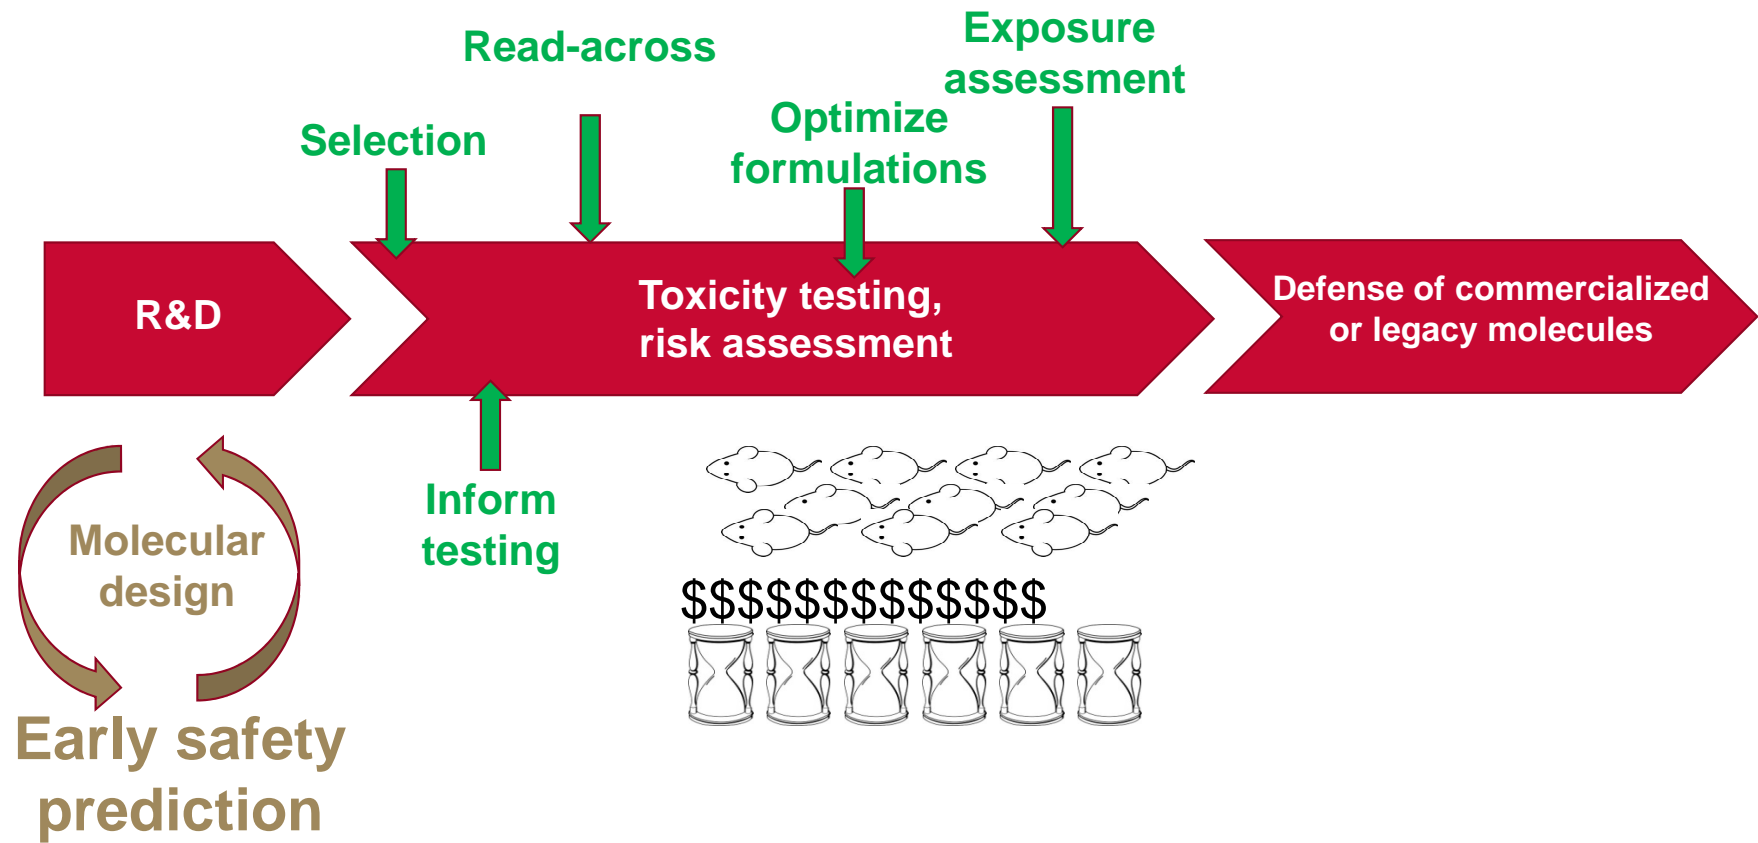 Exposure
assessment
Read-across
Optimize
formulations
Selection
R&D
Toxicity testing,
risk assessment
Defense of commercialized
or legacy molecules
Inform
testing
Molecular
design
$$$$$$$$$$$$$
Early safety
prediction